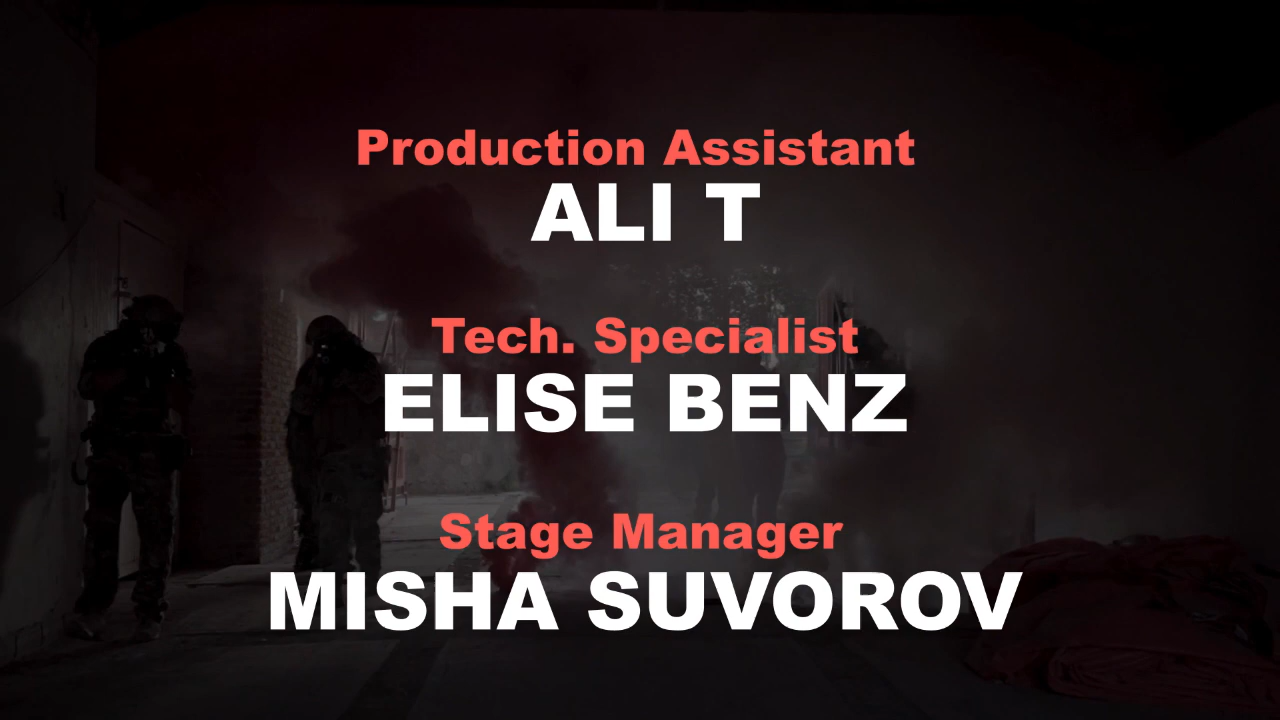 Production Assistant
ALI T
Tech. Specialist
ELISE BENZ
Stage Manager
MISHA SUVOROV